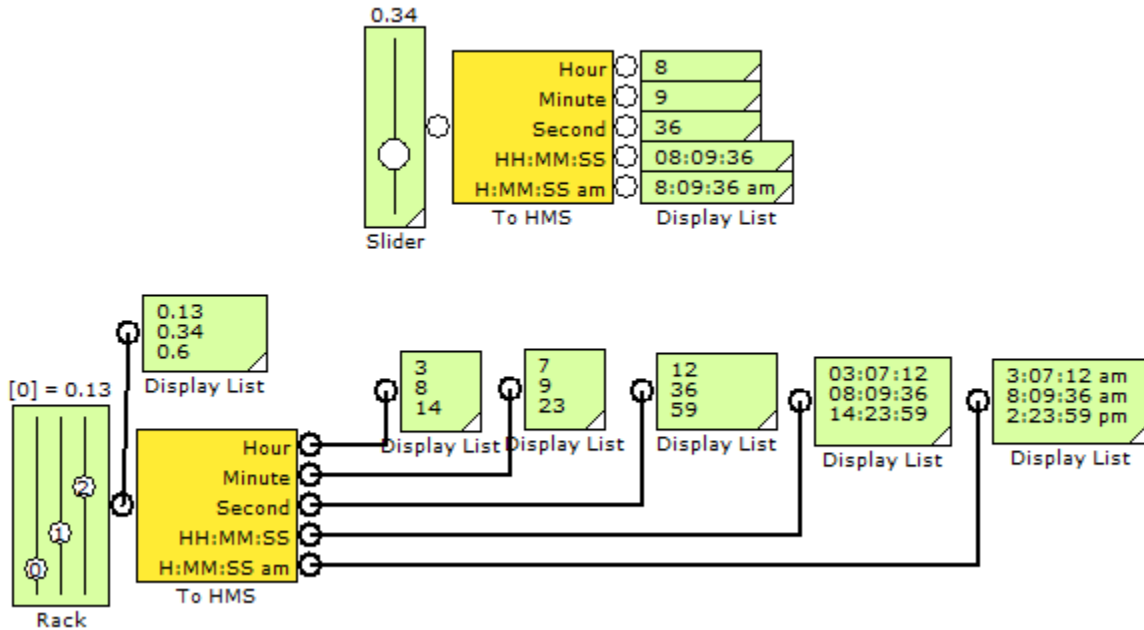 0.34
Hour
8
Minute
9
Second
36
HH:MM:SS
08:09:36
H:MM:SS am
8:09:36 am
Slider
To HMS
Display List
0.13
0.34
0.6
Display List
[0] = 0.13
0
1
2
Rack
Hour
Minute
Second
HH:MM:SS
H:MM:SS am
To HMS
3
8
14
Display List
7
9
23
Display List
12
36
59
Display List
03:07:12
08:09:36
14:23:59
Display List
3:07:12 am
8:09:36 am
2:23:59 pm
Display List